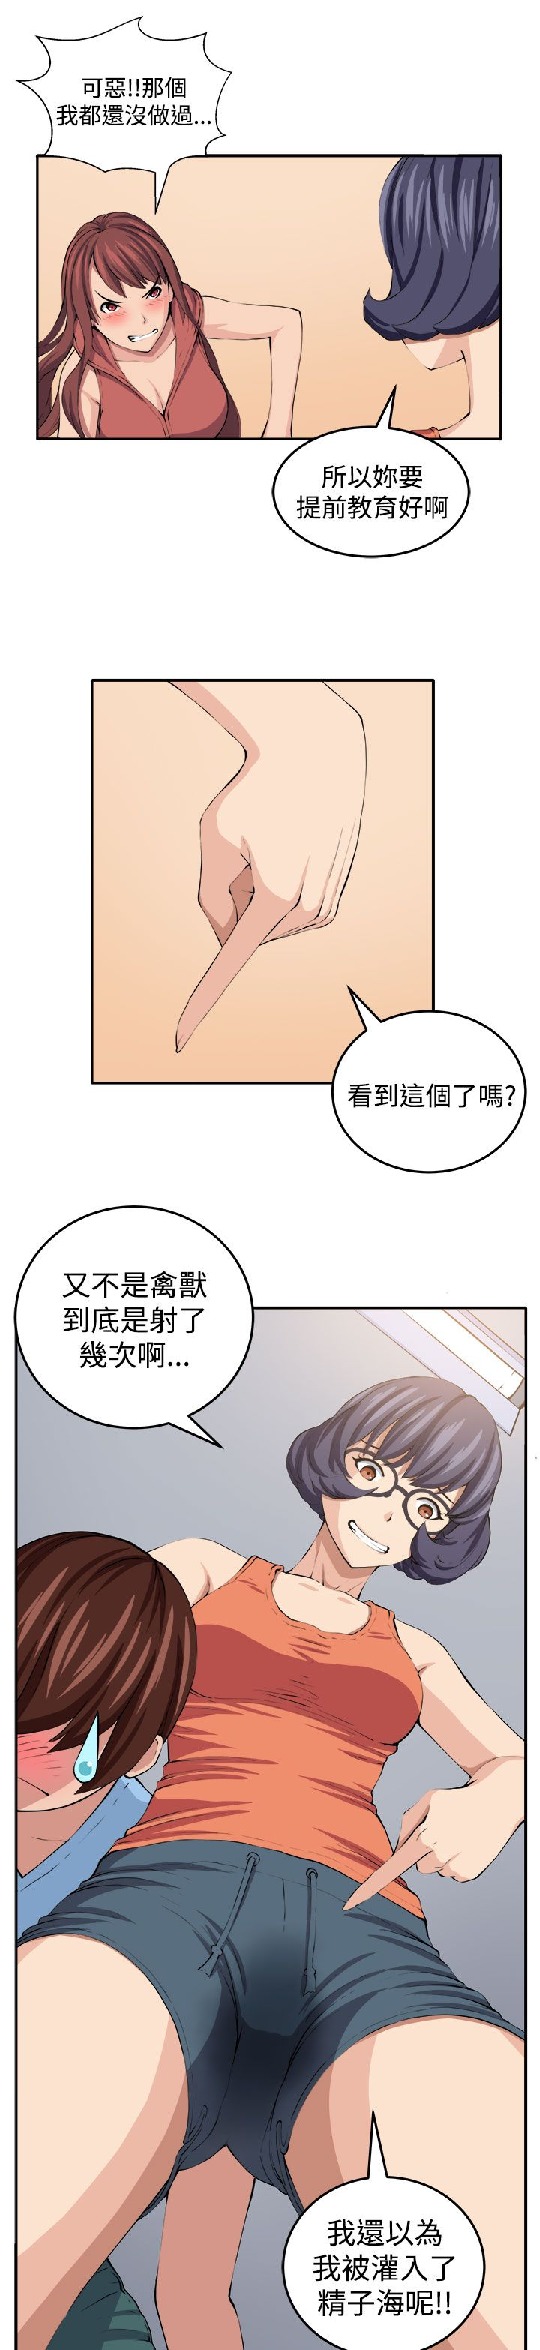 可惡!!那個
我都還沒做過...
所以妳要
提前教育好啊
看到這個了嗎?
又不是禽獸
到底是射了
幾次啊...
我還以為
我被灌入了
精子海呢!!